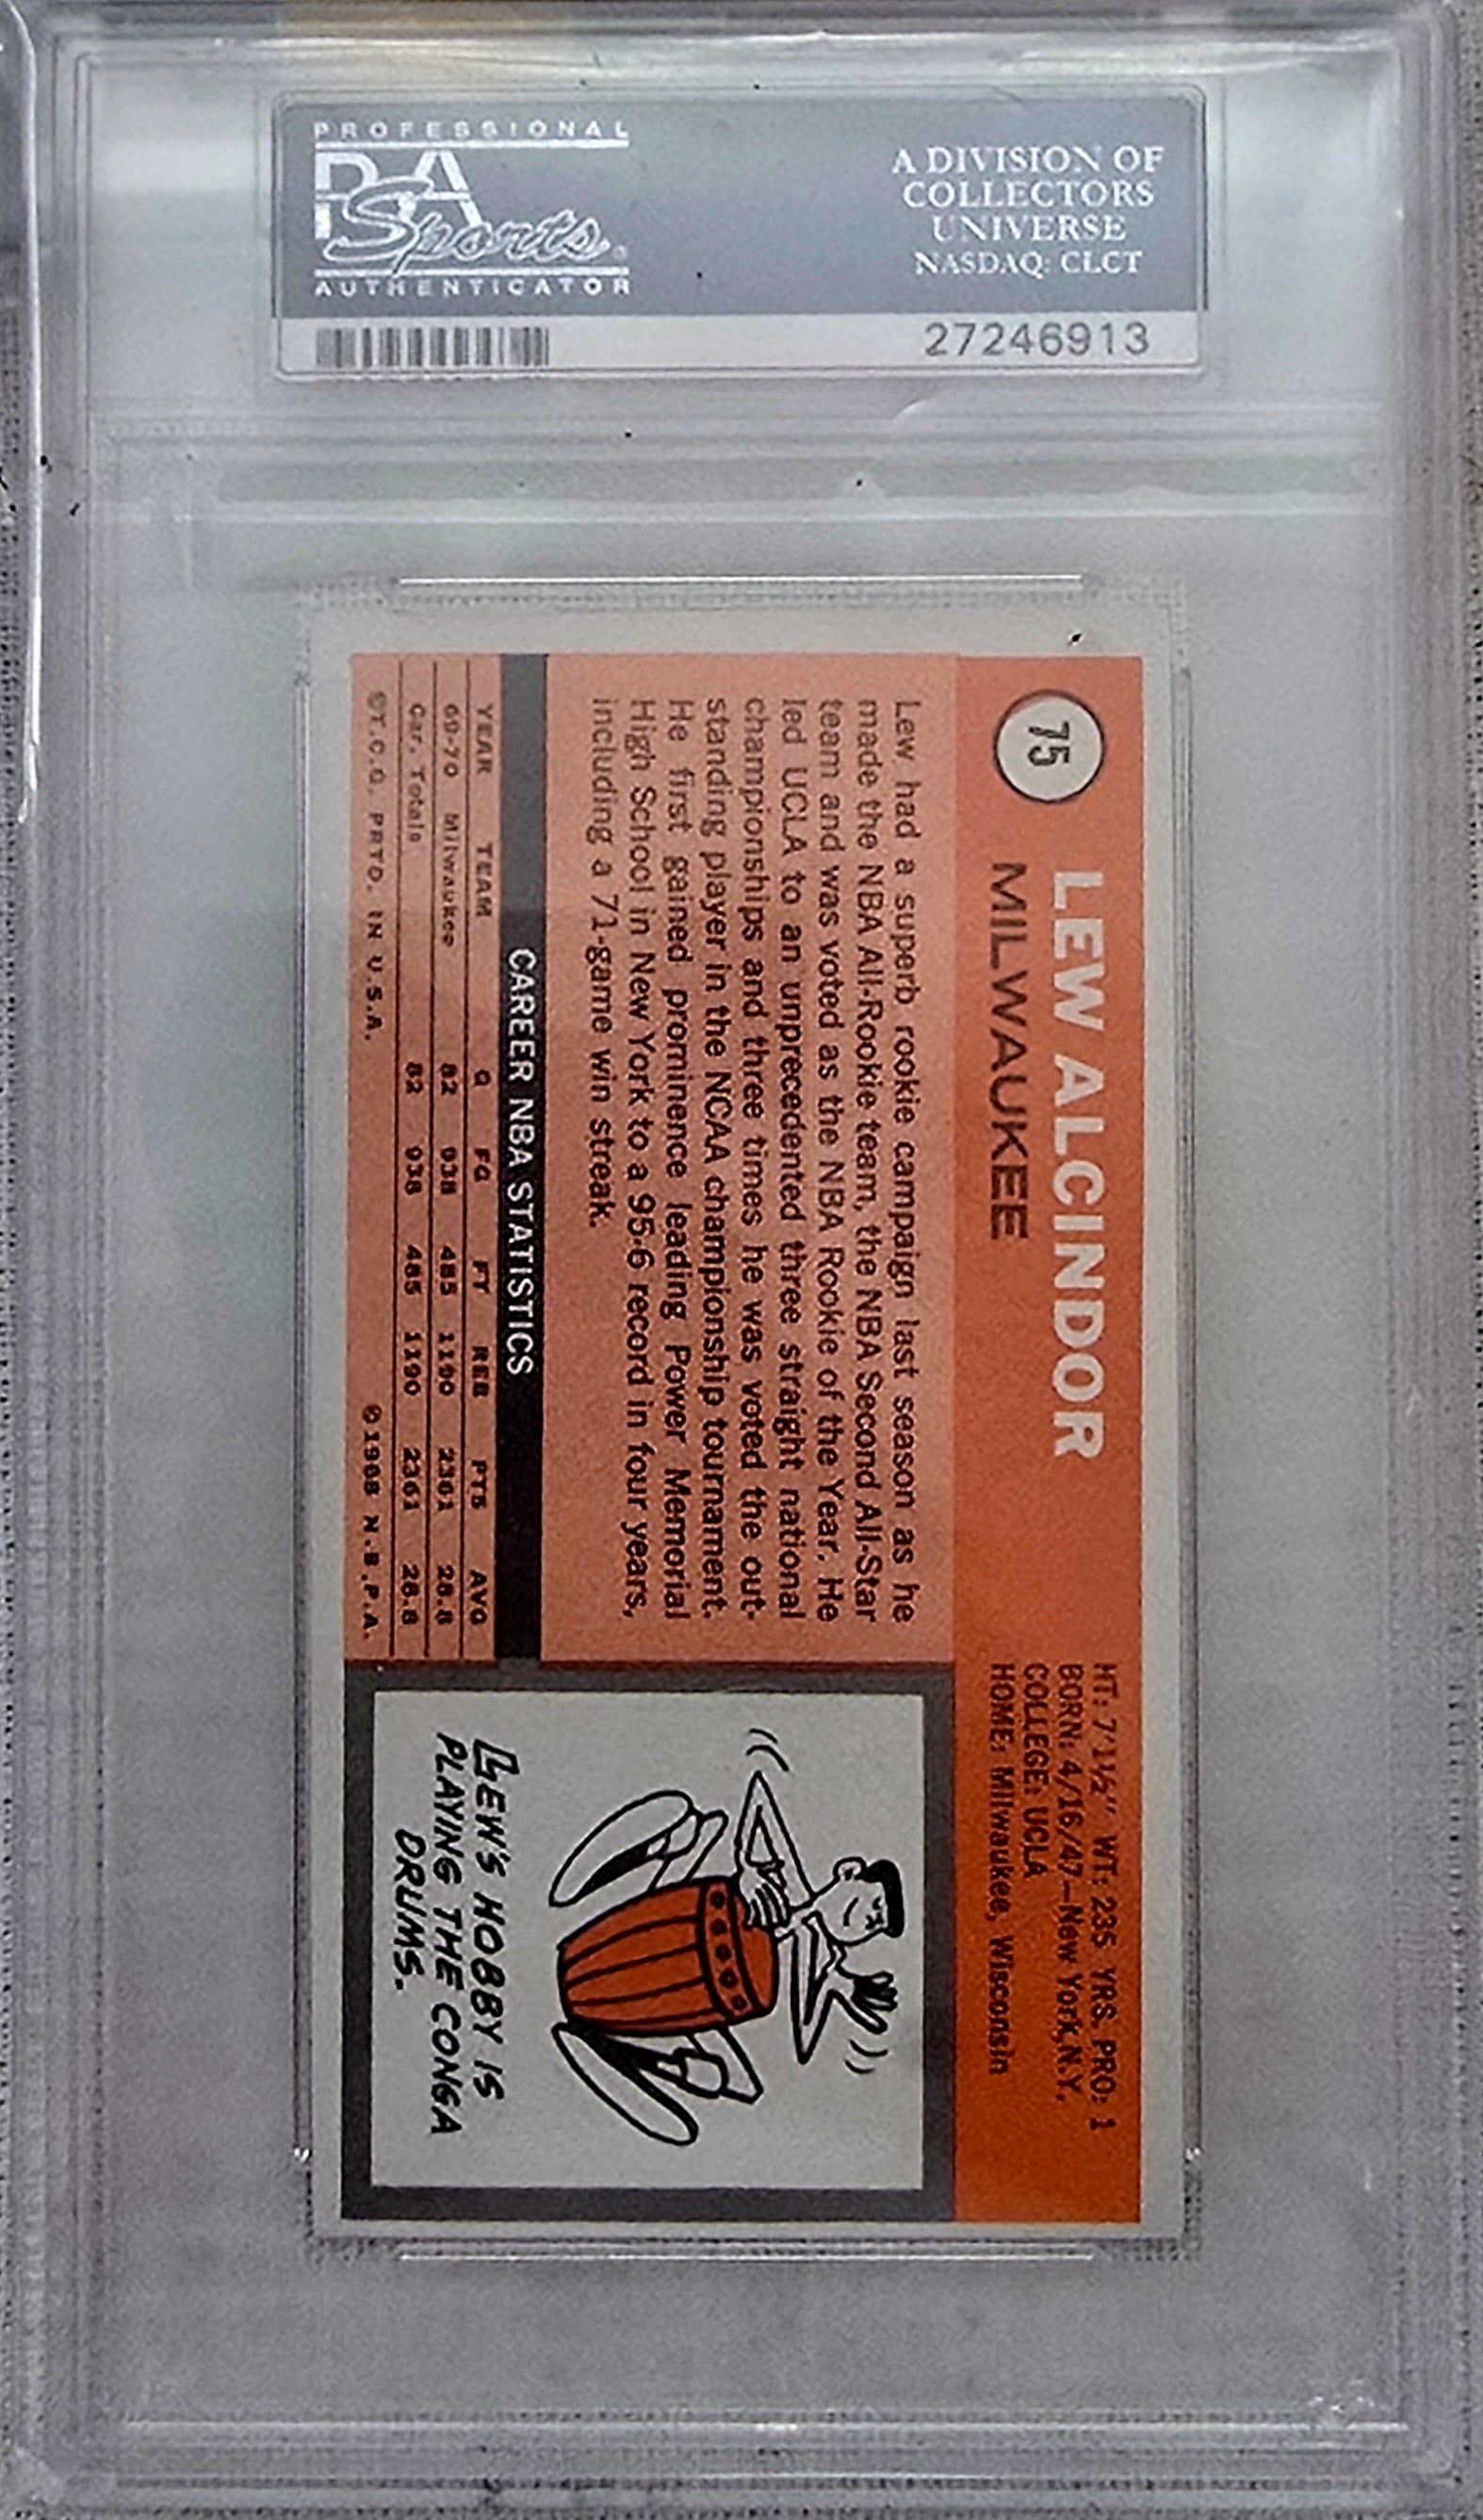 PROFESSIONAL
PSA
Sports
AUTHENTICATOR
A DIVISION OF
COLLECTORS
UNIVERSE
NASDAQ: CLCT
27246913
75
LEW ALCINDOR
MILWAUKEE
HT: 7'1½" WT: 235 YRS. PRO: 1
BORN: 4/16/47—New York, N.Y.
COLLEGE: UCLA
HOME: Milwaukee, Wisconsin
Lew had a superb rookie campaign last season as he
made the NBA All-Rookie team, the NBA Second All-Star
team and was voted as the NBA Rookie of the Year. He
led UCLA to an unprecedented three straight national
championships and three times he was voted the out-
standing player in the NCAA championship tournament.
He first gained prominence leading Power Memorial
High School in New York to a 95-6 record in four years,
including a 71-game win streak.
CAREER NBA STATISTICS
YEAR TEAM G FG FT REB PTS AVG
69-70 Milwaukee 82 938 485 1190 2361 28.8
Car. Totals 82 938 485 1190 2361 28.8
©T.C.G. PRTD. IN U.S.A. ©1968 N.B.P.A.
LEW'S HOBBY IS
PLAYING THE CONGA
DRUMS.